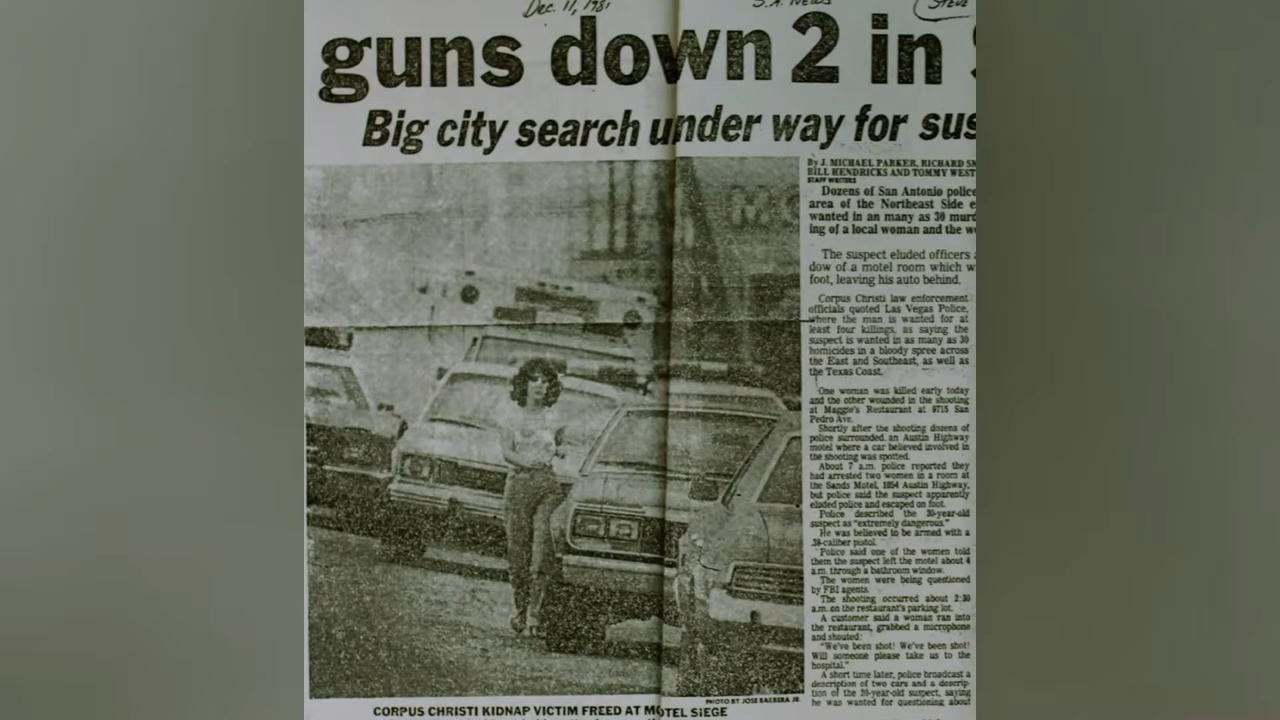 Dec. 11, 1981
S.A. News
Steve
guns down 2 in
Big city search under way for sus
By J. MICHAEL PARKER, RICHARD SM
BILL HENDRICKS AND TOMMY WEST
STAFF WRITERS
Dozens of San Antonio police
area of the Northeast Side e
wanted in an many as 30 murd
ing of a local woman and the wo
The suspect eluded officers
dow of a motel room which w
foot, leaving his auto behind.
Corpus Christi law enforcement
officials quoted Las Vegas Police,
where the man is wanted for at
least four killings, as saying the
suspect is wanted in as many as 30
homicides in a bloody spree across
the East and Southeast, as well as
the Texas Coast.
One woman was killed early today
and the other wounded in the shooting
at Maggie's Restaurant at 9715 San
Pedro Ave.
Shortly after the shooting dozens of
police surrounded an Austin Highway
motel where a car believed involved in
the shooting was spotted.
About 7 a.m. police reported they
had arrested two women in a room at
the Sands Motel, 1054 Austin Highway,
but police said the suspect apparently
eluded police and escaped on foot.
Police described the 30-year-old
suspect as "extremely dangerous."
He was believed to be armed with a
.38-caliber pistol.
Police said one of the women told
them the suspect left the motel about 4
a.m. through a bathroom window.
The women were being questioned
by FBI agents.
The shooting occurred about 2:30
a.m. on the restaurant's parking lot.
A customer said a woman ran into
the restaurant, grabbed a microphone
and shouted:
"We've been shot! We've been shot!
Will someone please take us to the
hospital."
A short time later, police broadcast a
description of two cars and a descrip-
tion of the 30-year-old suspect, saying
he was wanted for questioning about
MO
PHOTO BY JOSE BARRERA JR.
CORPUS CHRISTI KIDNAP VICTIM FREED AT MOTEL SIEGE